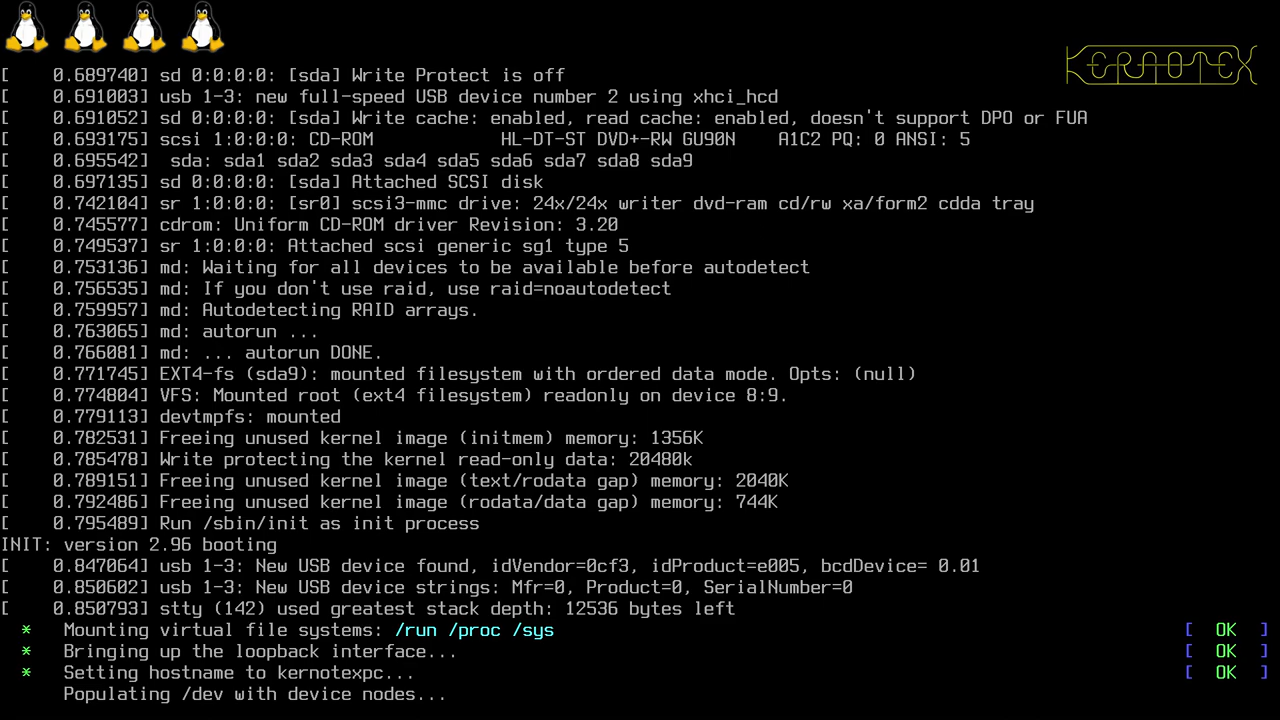 KERNOTEX
[    0.689740] sd 0:0:0:0: [sda] Write Protect is off
[    0.691003] usb 1-3: new full-speed USB device number 2 using xhci_hcd
[    0.691052] sd 0:0:0:0: [sda] Write cache: enabled, read cache: enabled, doesn't support DPO or FUA
[    0.693175] scsi 1:0:0:0: CD-ROM            HL-DT-ST DVD+-RW GU90N    A1C2 PQ: 0 ANSI: 5
[    0.695542]  sda: sda1 sda2 sda3 sda4 sda5 sda6 sda7 sda8 sda9
[    0.697135] sd 0:0:0:0: [sda] Attached SCSI disk
[    0.742104] sr 1:0:0:0: [sr0] scsi3-mmc drive: 24x/24x writer dvd-ram cd/rw xa/form2 cdda tray
[    0.745577] cdrom: Uniform CD-ROM driver Revision: 3.20
[    0.749537] sr 1:0:0:0: Attached scsi generic sg1 type 5
[    0.753136] md: Waiting for all devices to be available before autodetect
[    0.756535] md: If you don't use raid, use raid=noautodetect
[    0.759957] md: Autodetecting RAID arrays.
[    0.763065] md: autorun ...
[    0.766081] md: ... autorun DONE.
[    0.771745] EXT4-fs (sda9): mounted filesystem with ordered data mode. Opts: (null)
[    0.774804] VFS: Mounted root (ext4 filesystem) readonly on device 8:9.
[    0.779113] devtmpfs: mounted
[    0.782531] Freeing unused kernel image (initmem) memory: 1356K
[    0.785478] Write protecting the kernel read-only data: 20480k
[    0.789151] Freeing unused kernel image (text/rodata gap) memory: 2040K
[    0.792486] Freeing unused kernel image (rodata/data gap) memory: 744K
[    0.795489] Run /sbin/init as init process
INIT: version 2.96 booting
[    0.847064] usb 1-3: New USB device found, idVendor=0cf3, idProduct=e005, bcdDevice= 0.01
[    0.850602] usb 1-3: New USB device strings: Mfr=0, Product=0, SerialNumber=0
[    0.850793] stty (142) used greatest stack depth: 12536 bytes left
  *   Mounting virtual file systems: /run /proc /sys [  OK  ]
  *   Bringing up the loopback interface... [  OK  ]
  *   Setting hostname to kernotexpc... [  OK  ]
      Populating /dev with device nodes...